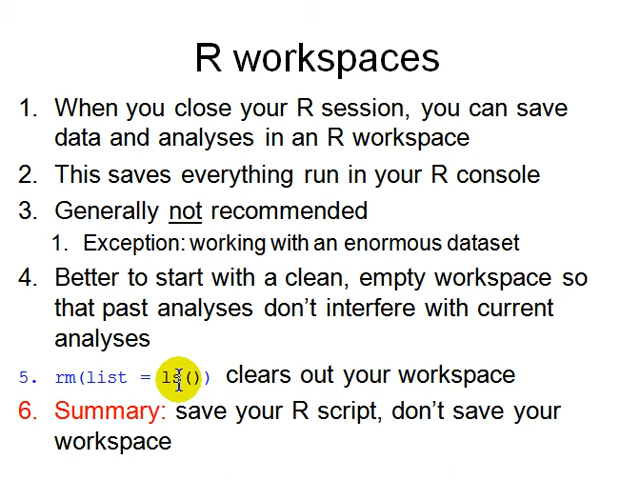 R workspaces
1. When you close your R session, you can save
data and analyses in an R workspace
2. This saves everything run in your R console
3. Generally not recommended
1. Exception: working with an enormous dataset
4. Better to start with a clean, empty workspace so
that past analyses don't interfere with current
analyses
5. rm(list = ls()) clears out your workspace
6. Summary: save your R script, don't save your
workspace